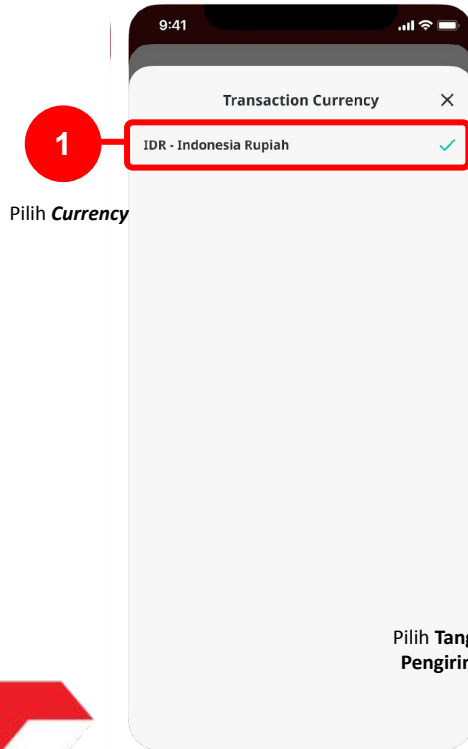 9:41
Transaction Currency
1
IDR - Indonesia Rupiah
Pilih Currency
Pilih